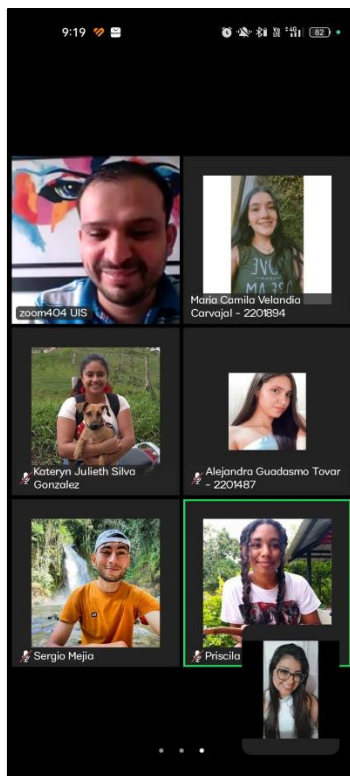 9:19
82
zoom404 UIS
Maria Camila Velandia
Carvajal - 2201894
Kateryn Julieth Silva
Gonzalez
Alejandra Guadasmo Tovar
- 2201487
Sergio Mejia
Priscila